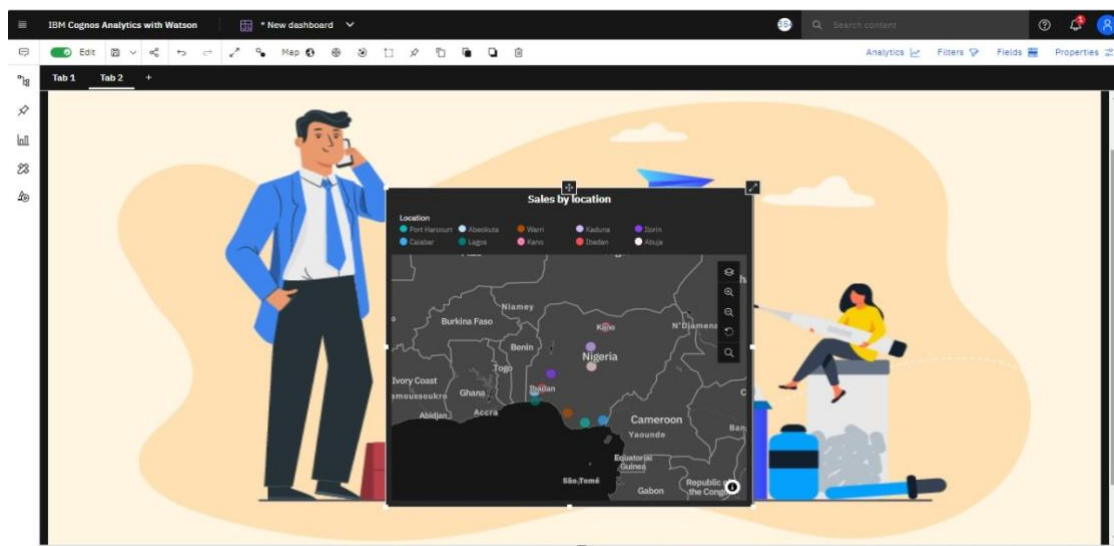 IBM Cognos Analytics with Watson
* New dashboard
Search content
1
Edit
Map
Analytics
Filters
Fields
Properties
Tab 1
Tab 2
+
Sales by location
Location
Port Harcourt Abeokuta Warri Kaduna Ilorin
Calabar Lagos Kano Ibadan Abuja
Niamey
Burkina Faso
Kano
N'Djamena
Benin
Nigeria
Togo
Ivory Coast
Ibadan
Ghana
Yamoussoukro
Abidjan
Accra
Cameroon
Yaounde
Equatorial
Guinea
São Tomé
Gabon
Republic
the Congo